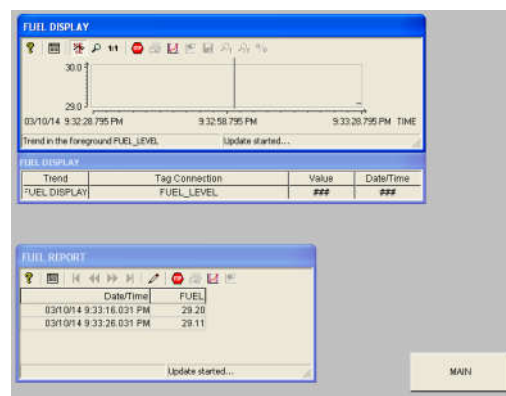 FUEL DISPLAY
1:1
30.0
29.0
03/10/14 9:32:28.795 PM 9:32:58.795 PM 9:33:28.795 PM TIME
Trend in the foreground FUEL_LEVEL Update started...
FUEL DISPLAY
Trend Tag Connection Value Date/Time
FUEL DISPLAY FUEL_LEVEL ### ###
FUEL REPORT
Date/Time FUEL
03/10/14 9:33:16.031 PM 29.20
03/10/14 9:33:26.031 PM 29.11
Update started...
MAIN